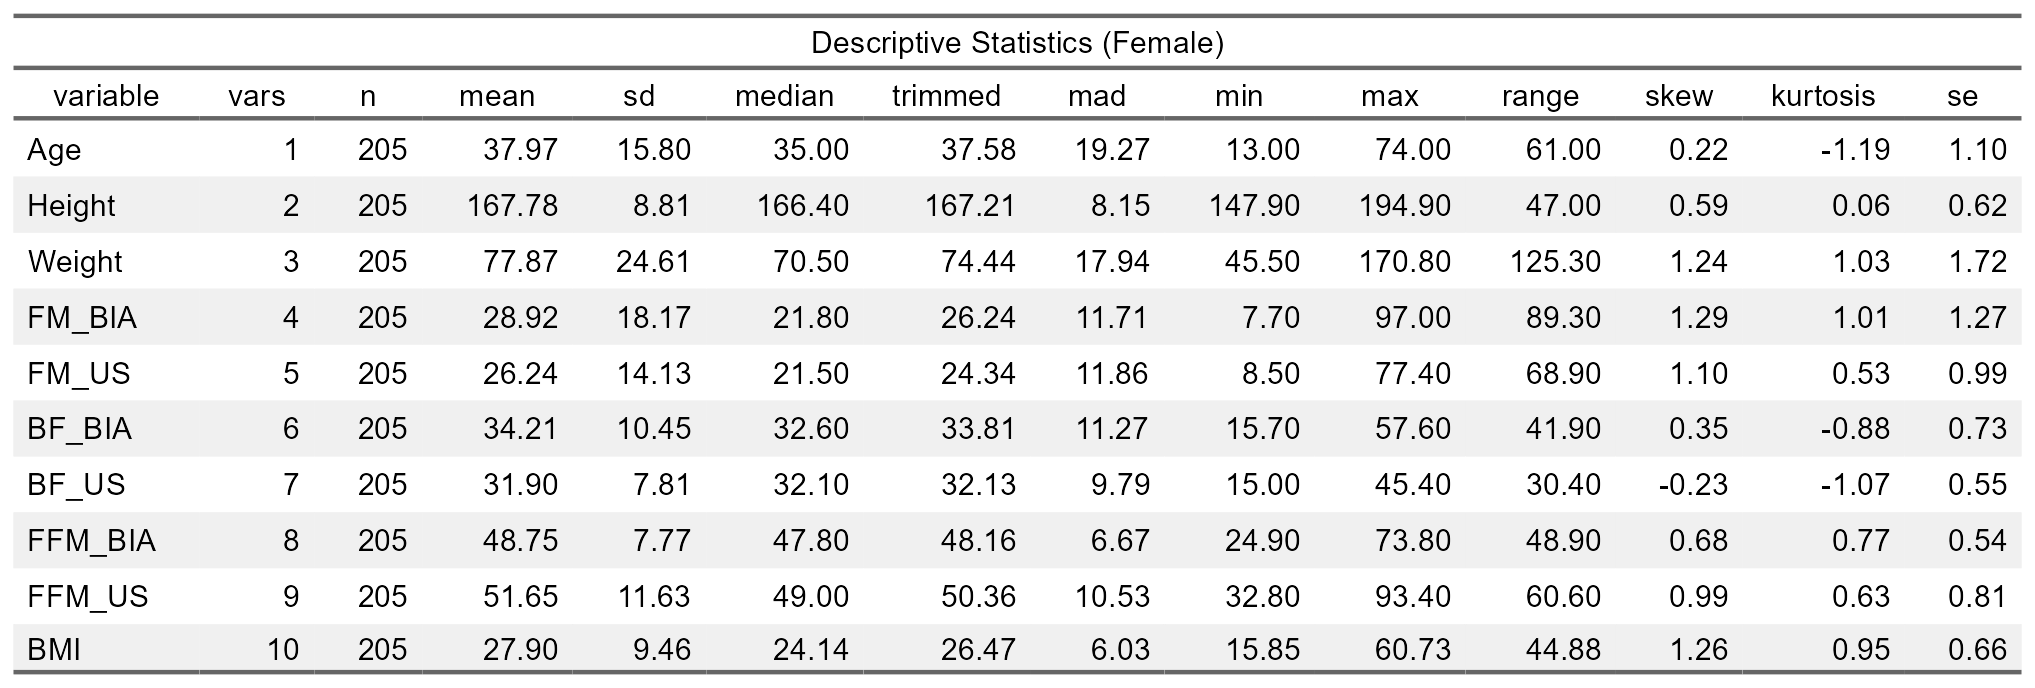 Descriptive Statistics (Female)
variable vars n mean sd median trimmed mad min max range skew kurtosis se
Age 1 205 37.97 15.80 35.00 37.58 19.27 13.00 74.00 61.00 0.22 -1.19 1.10
Height 2 205 167.78 8.81 166.40 167.21 8.15 147.90 194.90 47.00 0.59 0.06 0.62
Weight 3 205 77.87 24.61 70.50 74.44 17.94 45.50 170.80 125.30 1.24 1.03 1.72
FM_BIA 4 205 28.92 18.17 21.80 26.24 11.71 7.70 97.00 89.30 1.29 1.01 1.27
FM_US 5 205 26.24 14.13 21.50 24.34 11.86 8.50 77.40 68.90 1.10 0.53 0.99
BF_BIA 6 205 34.21 10.45 32.60 33.81 11.27 15.70 57.60 41.90 0.35 -0.88 0.73
BF_US 7 205 31.90 7.81 32.10 32.13 9.79 15.00 45.40 30.40 -0.23 -1.07 0.55
FFM_BIA 8 205 48.75 7.77 47.80 48.16 6.67 24.90 73.80 48.90 0.68 0.77 0.54
FFM_US 9 205 51.65 11.63 49.00 50.36 10.53 32.80 93.40 60.60 0.99 0.63 0.81
BMI 10 205 27.90 9.46 24.14 26.47 6.03 15.85 60.73 44.88 1.26 0.95 0.66